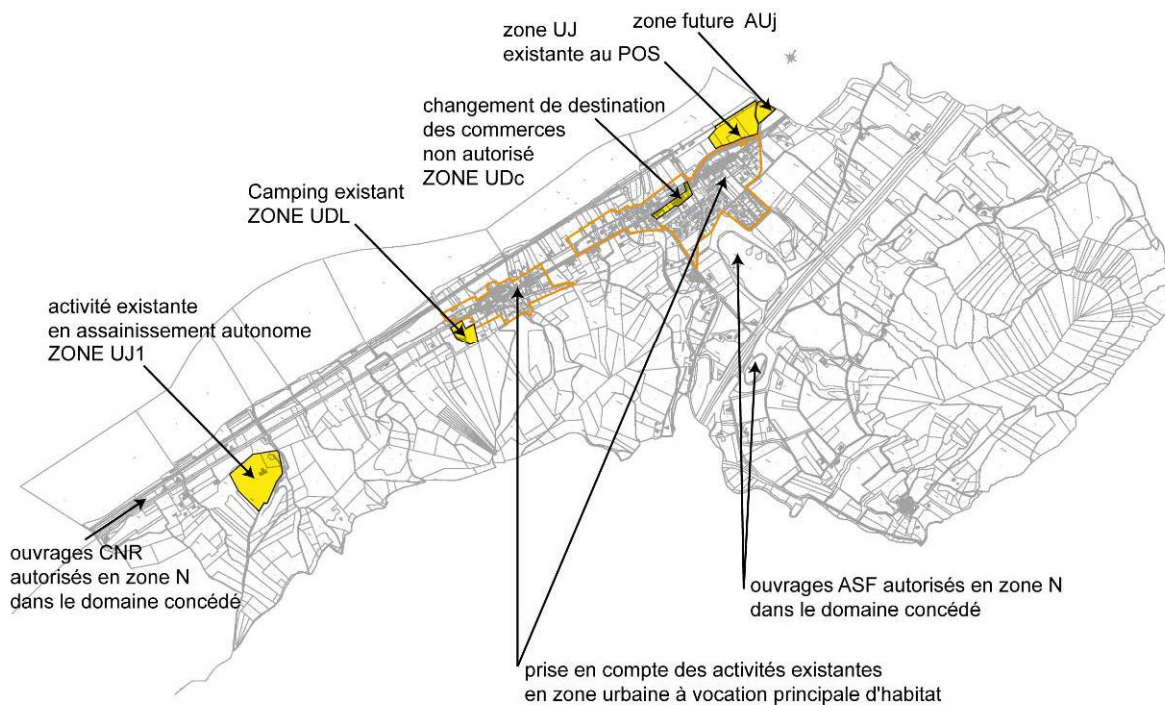 zone future AUj
zone UJ
existante au POS
changement de destination
des commerces
non autorisé
ZONE UDc
Camping existant
ZONE UDL
activité existante
en assainissement autonome
ZONE UJ1
ouvrages CNR
autorisés en zone N
dans le domaine concédé
ouvrages ASF autorisés en zone N
dans le domaine concédé
prise en compte des activités existantes
en zone urbaine à vocation principale d'habitat